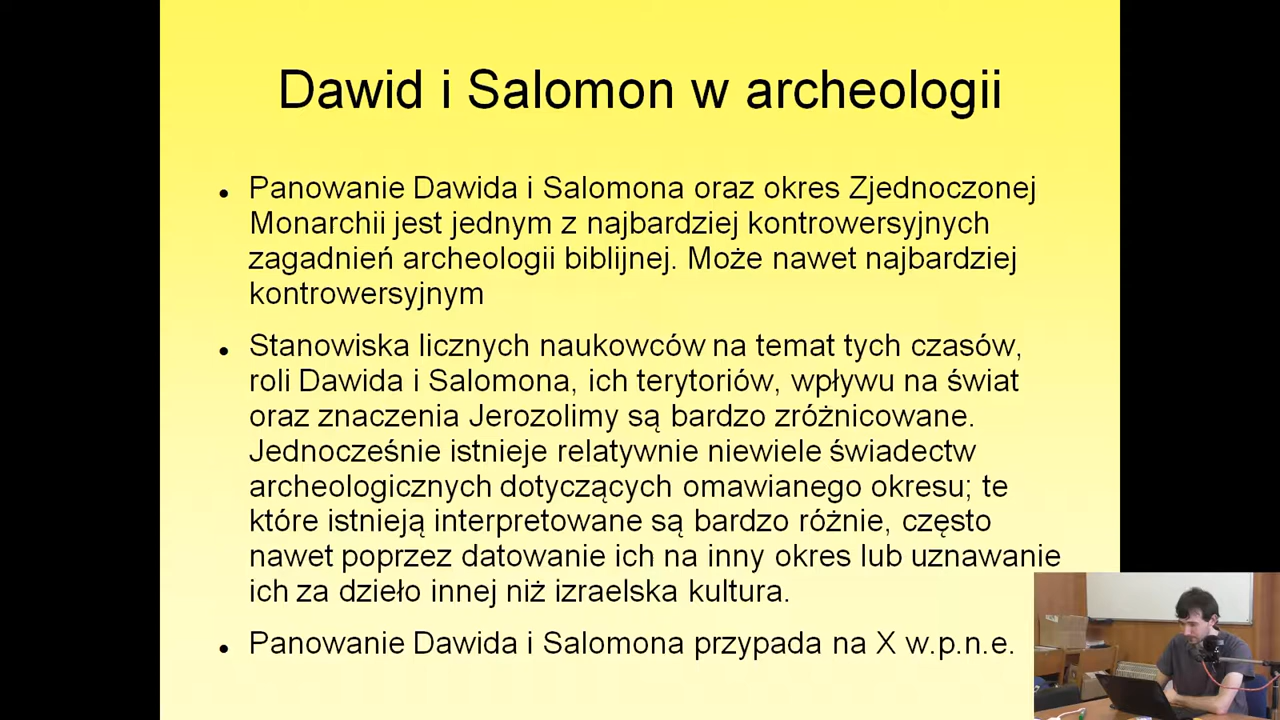 Dawid i Salomon w archeologii
Panowanie Dawida i Salomona oraz okres Zjednoczonej
Monarchii jest jednym z najbardziej kontrowersyjnych
zagadnień archeologii biblijnej. Może nawet najbardziej
kontrowersyjnym
Stanowiska licznych naukowców na temat tych czasów,
roli Dawida i Salomona, ich terytoriów, wpływu na świat
oraz znaczenia Jerozolimy są bardzo zróżnicowane.
Jednocześnie istnieje relatywnie niewiele świadectw
archeologicznych dotyczących omawianego okresu; te
które istnieją interpretowane są bardzo różnie, często
nawet poprzez datowanie ich na inny okres lub uznawanie
ich za dzieło innej niż izraelska kultura.
Panowanie Dawida i Salomona przypada na X w.p.n.e.